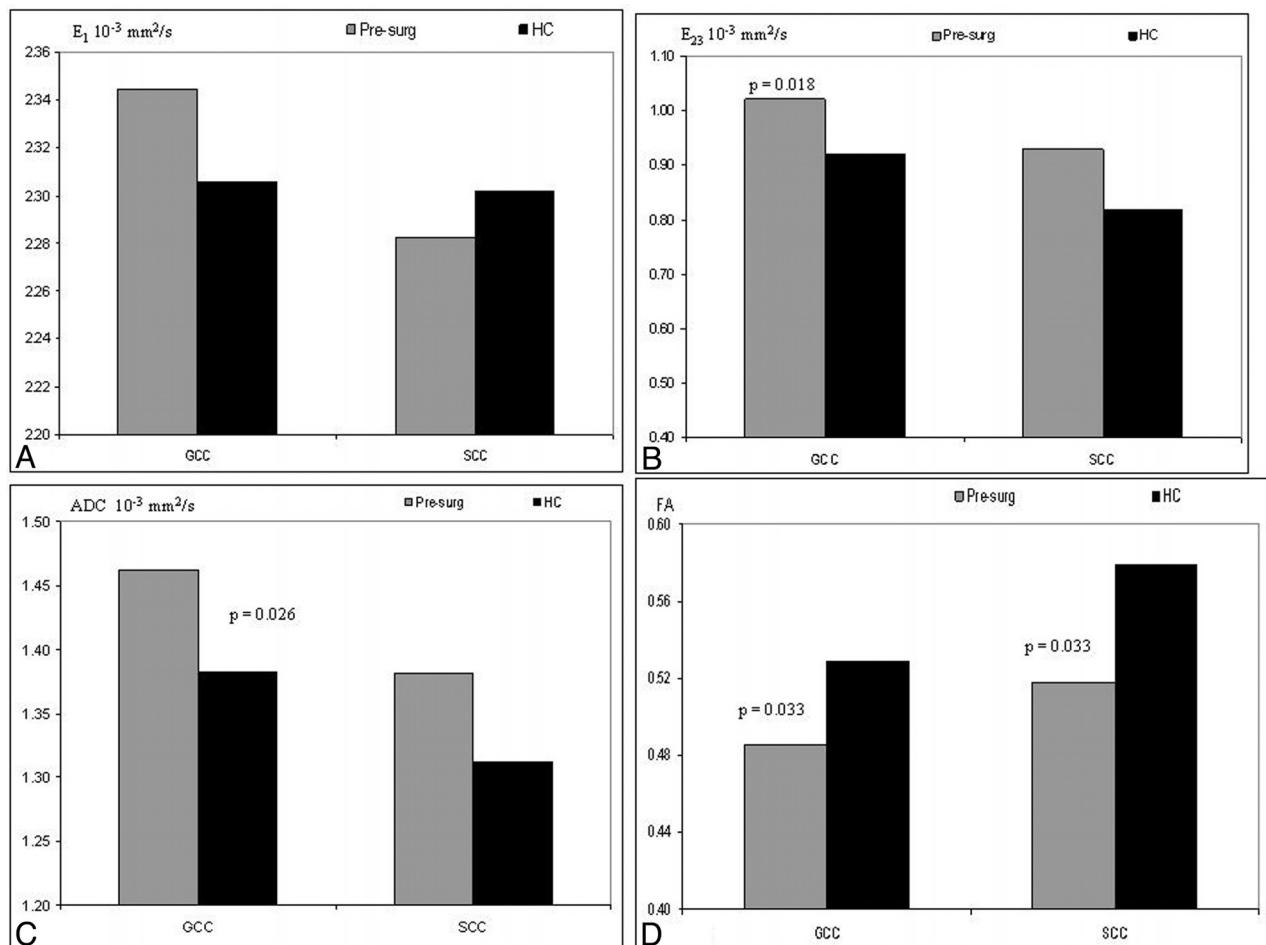 E₁ 10⁻³ mm²/s
Pre-surg
HC
236
234
232
230
228
226
224
222
220
GCC
SCC
A
E₂₃ 10⁻³ mm²/s
Pre-surg
HC
1.10
1.00
0.90
0.80
0.70
0.60
0.50
0.40
p = 0.018
GCC
SCC
B
ADC 10⁻³ mm²/s
Pre-surg
HC
1.50
1.45
1.40
1.35
1.30
1.25
1.20
p = 0.026
GCC
SCC
C
FA
Pre-surg
HC
0.60
0.56
0.52
0.48
0.44
0.40
p = 0.033
p = 0.033
GCC
SCC
D